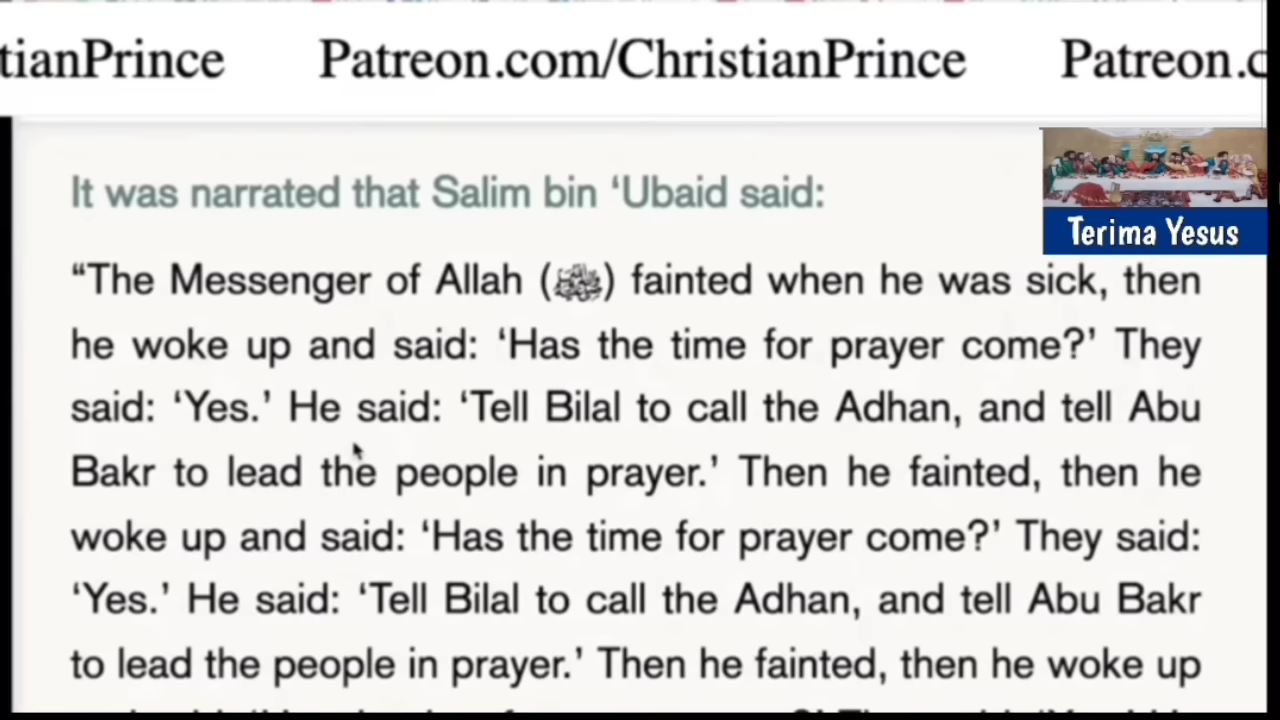 tianPrince Patreon.com/ChristianPrince Patreon.c
It was narrated that Salim bin ‘Ubaid said:
Terima Yesus
“The Messenger of Allah (ﷺ) fainted when he was sick, then
he woke up and said: ‘Has the time for prayer come?’ They
said: ‘Yes.’ He said: ‘Tell Bilal to call the Adhan, and tell Abu
Bakr to lead the people in prayer.’ Then he fainted, then he
woke up and said: ‘Has the time for prayer come?’ They said:
‘Yes.’ He said: ‘Tell Bilal to call the Adhan, and tell Abu Bakr
to lead the people in prayer.’ Then he fainted, then he woke up